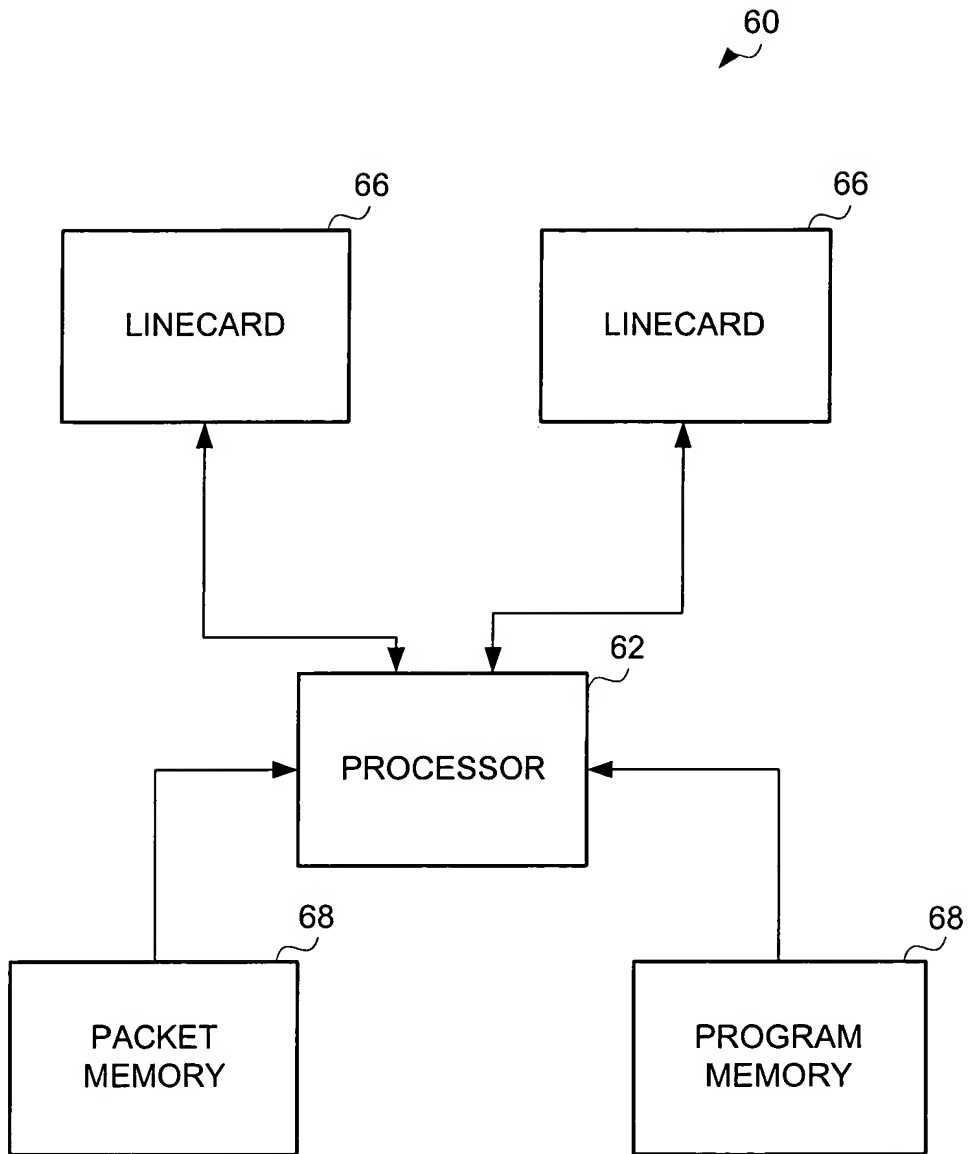 60
66
66
LINECARD
LINECARD
62
PROCESSOR
68
68
PACKET
MEMORY
PROGRAM
MEMORY